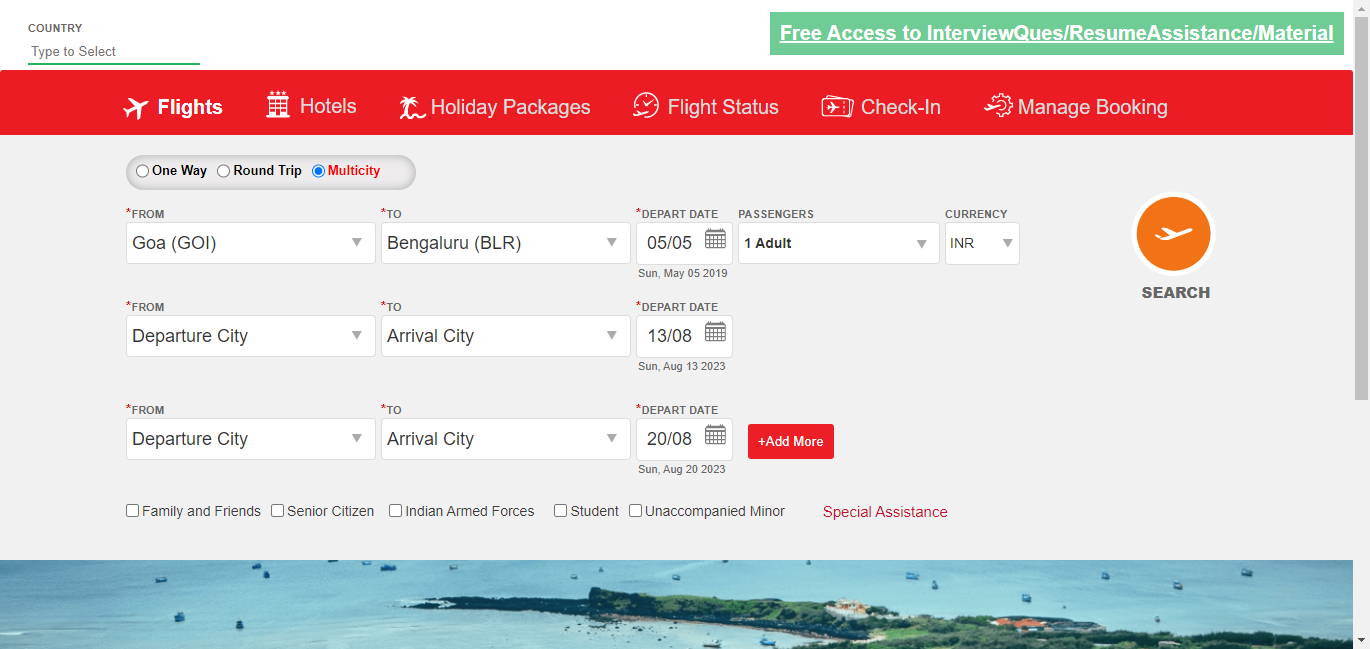 COUNTRY
Type to Select
Free Access to InterviewQues/ResumeAssistance/Material
Flights Hotels Holiday Packages Flight Status Check-In Manage Booking
One Way Round Trip Multicity
*FROM *TO *DEPART DATE PASSENGERS CURRENCY
Goa (GOI) Bengaluru (BLR) 05/05 1 Adult INR
Sun, May 05 2019
SEARCH
*FROM *TO *DEPART DATE
Departure City Arrival City 13/08
Sun, Aug 13 2023
*FROM *TO *DEPART DATE
Departure City Arrival City 20/08 +Add More
Sun, Aug 20 2023
Family and Friends Senior Citizen Indian Armed Forces Student Unaccompanied Minor Special Assistance